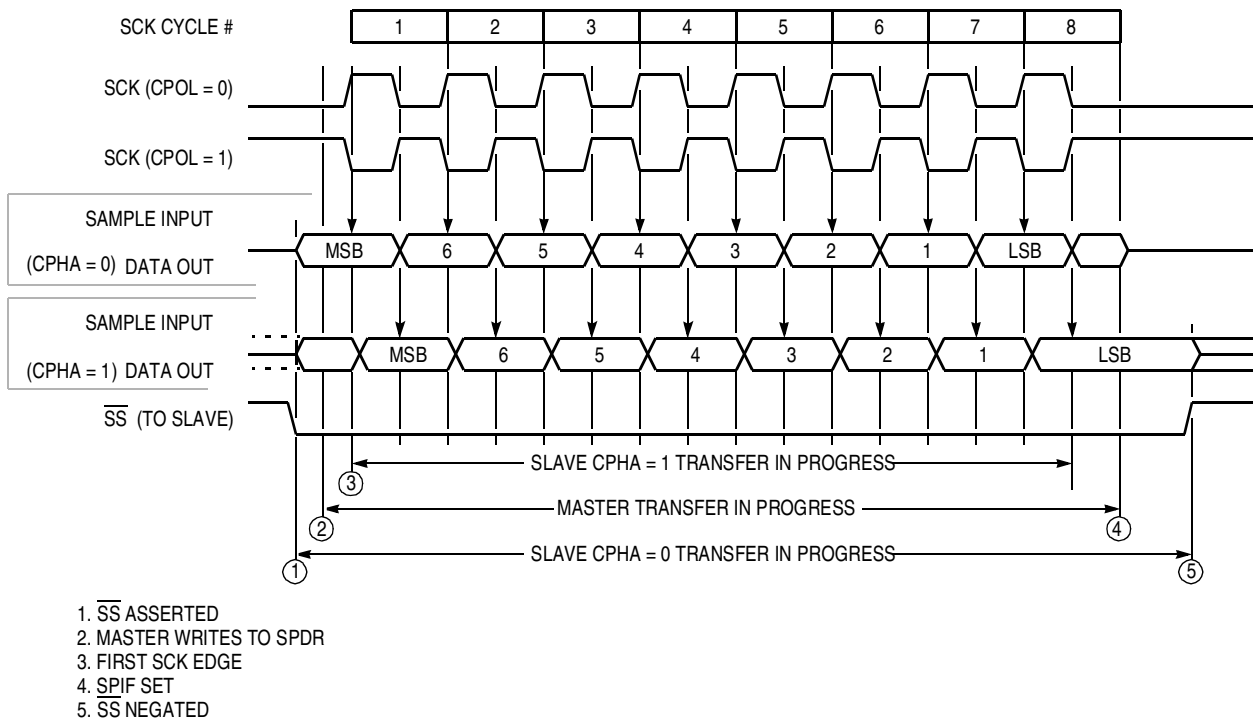 SCK CYCLE # 1 2 3 4 5 6 7 8
SCK (CPOL = 0)
SCK (CPOL = 1)
SAMPLE INPUT
(CPHA = 0) DATA OUT MSB 6 5 4 3 2 1 LSB
SAMPLE INPUT
(CPHA = 1) DATA OUT MSB 6 5 4 3 2 1 LSB
SS (TO SLAVE)
SLAVE CPHA = 1 TRANSFER IN PROGRESS
3
MASTER TRANSFER IN PROGRESS
2 4
SLAVE CPHA = 0 TRANSFER IN PROGRESS
1 5
1. SS ASSERTED
2. MASTER WRITES TO SPDR
3. FIRST SCK EDGE
4. SPIF SET
5. SS NEGATED